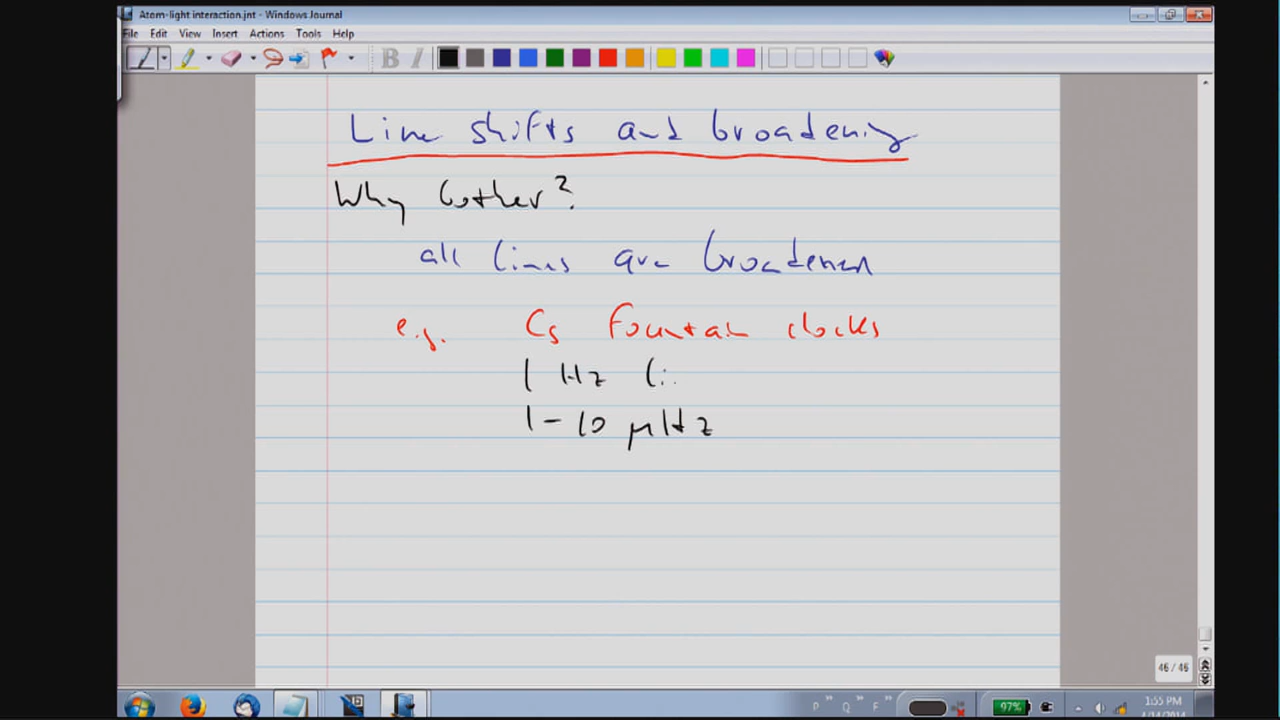 Atom-light interaction.jnt - Windows Journal
File Edit View Insert Actions Tools Help
B I
Line shifts and broadening
Why bother?
all lines are broadened
e.g. Cs fountain clocks
1 Hz
1-10 μHz
46 / 46
P Q F
97%
1:55 PM